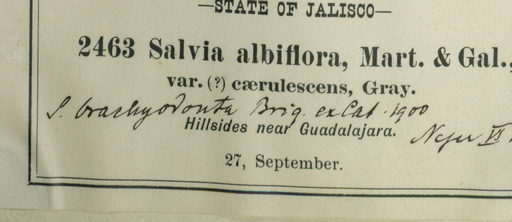 —STATE OF JALISCO—
2463 Salvia albiflora, Mart. & Gal.,
var. (?) cærulescens, Gray.
S. brachyodonta Briq. ex Cat. 1900
Hillsides near Guadalajara.
27, September.